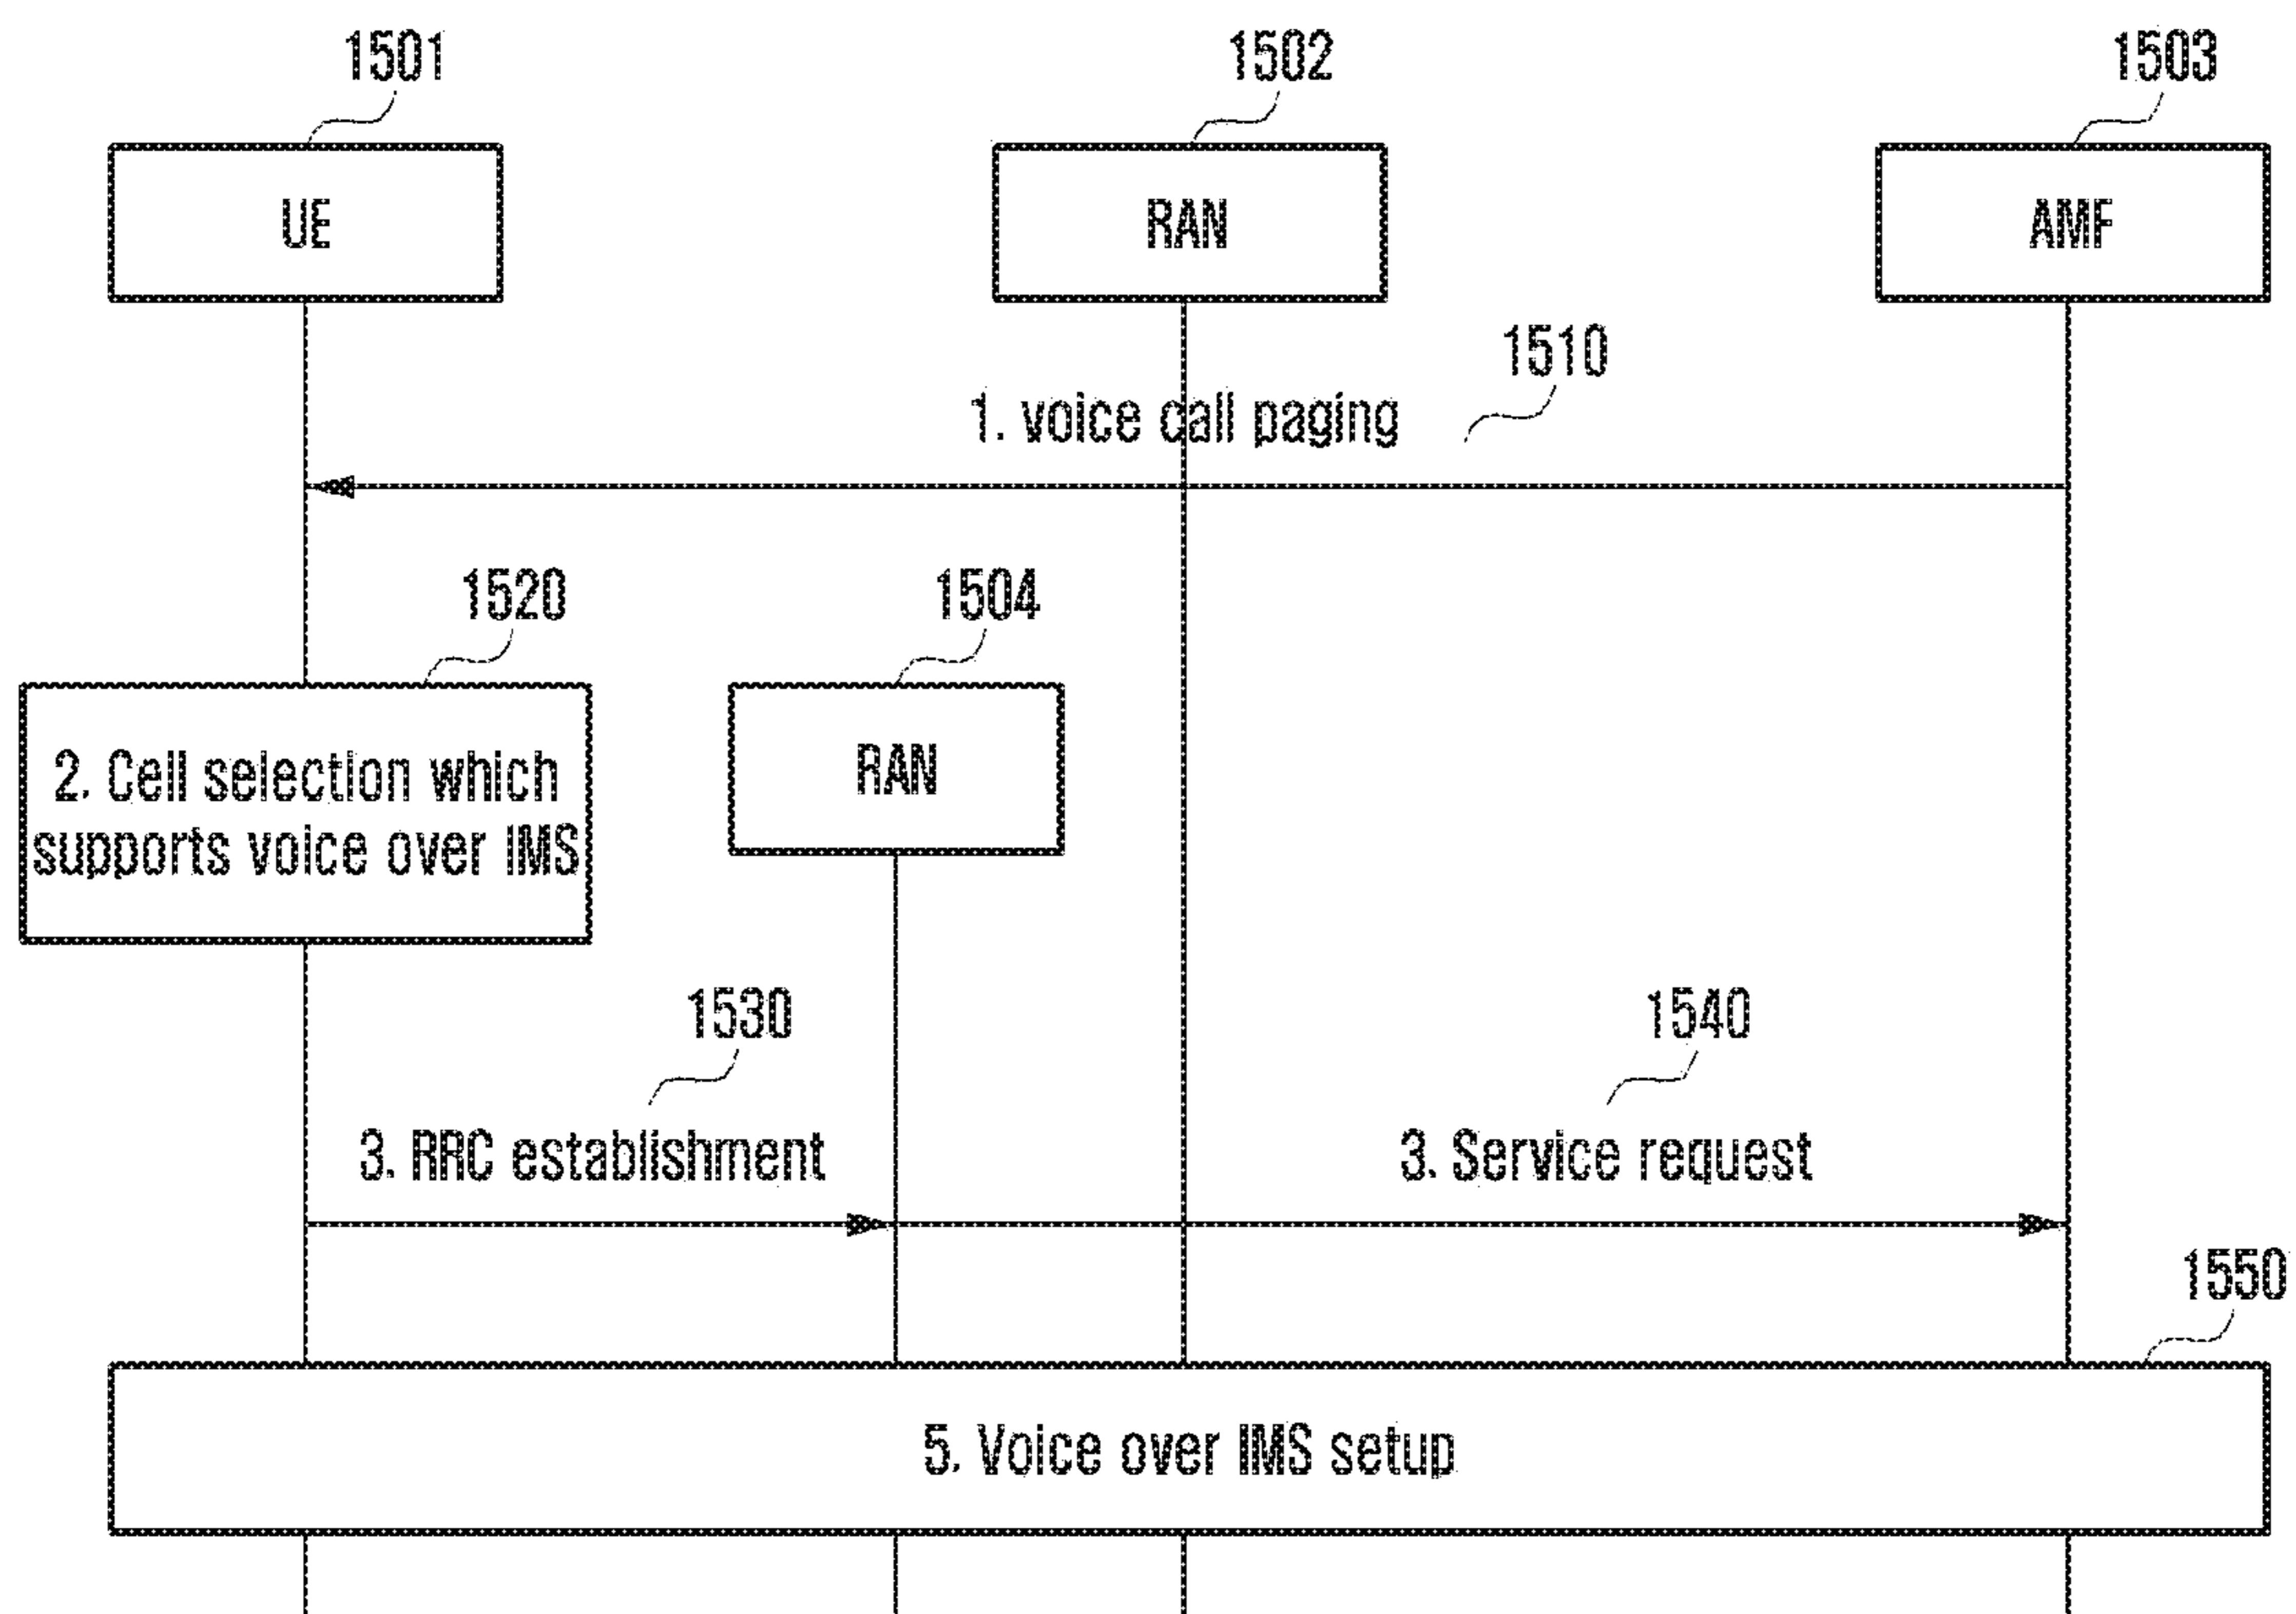 1501
1502
1503
UE
RAN
AMF
1510
1. voice call paging
1520
1504
2. Cell selection which
supports voice over IMS
RAN
1530
1540
3. RRC establishment
3. Service request
1550
5. Voice over IMS setup